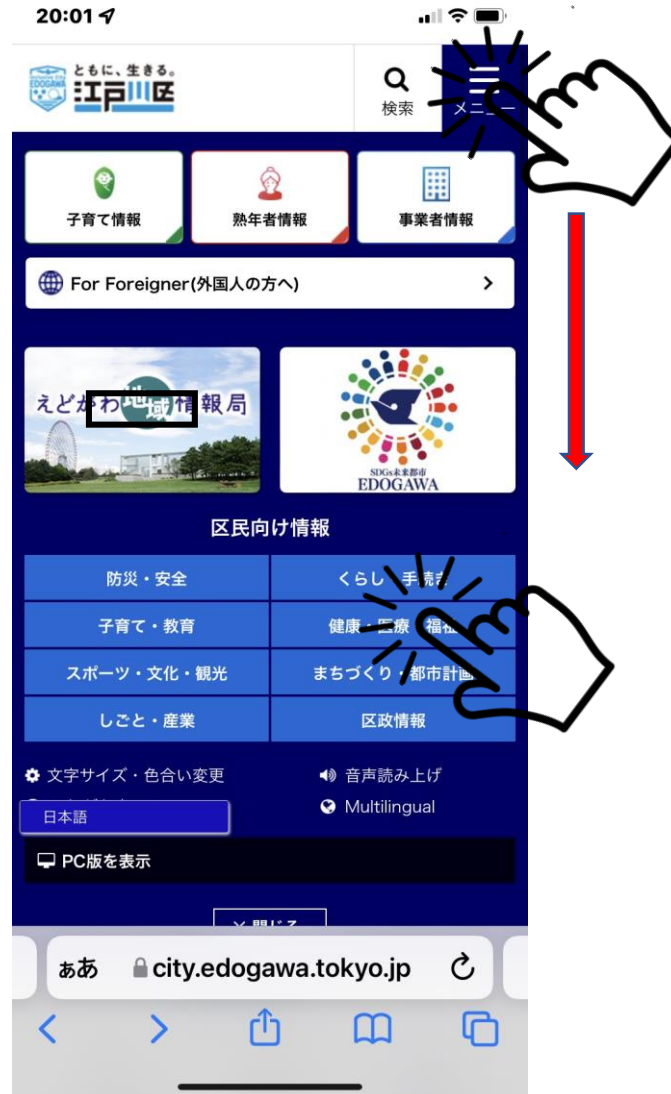 20:01
ともに、生きる。
江戸川区
検索
メニュー
子育て情報
熟年者情報
事業者情報
For Foreigner(外国人の方へ)
えどがわ地域情報局
SDGs未来都市
EDOGAWA
区民向け情報
防災・安全
くらし・手続き
子育て・教育
健康・医療・福祉
スポーツ・文化・観光
まちづくり・都市計画
しごと・産業
区政情報
文字サイズ・色合い変更
音声読み上げ
日本語
Multilingual
PC版を表示
閉じる
ぁあ
city.edogawa.tokyo.jp